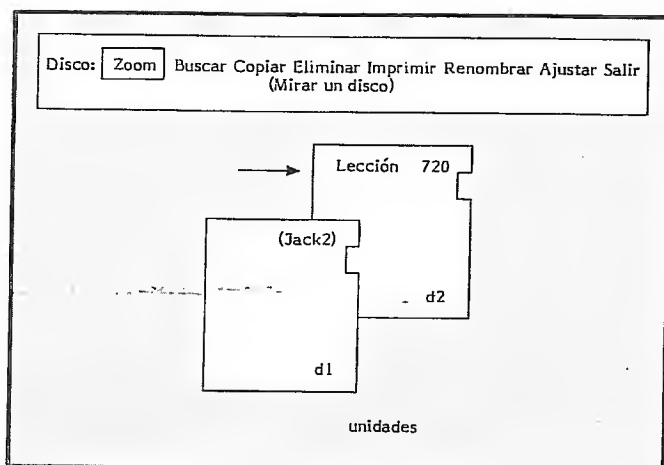 Disco: Zoom Buscar Copiar Eliminar Imprimir Renombrar Ajustar Salir
(Mirar un disco)
Lección 720
(Jack2)
d2
d1
unidades